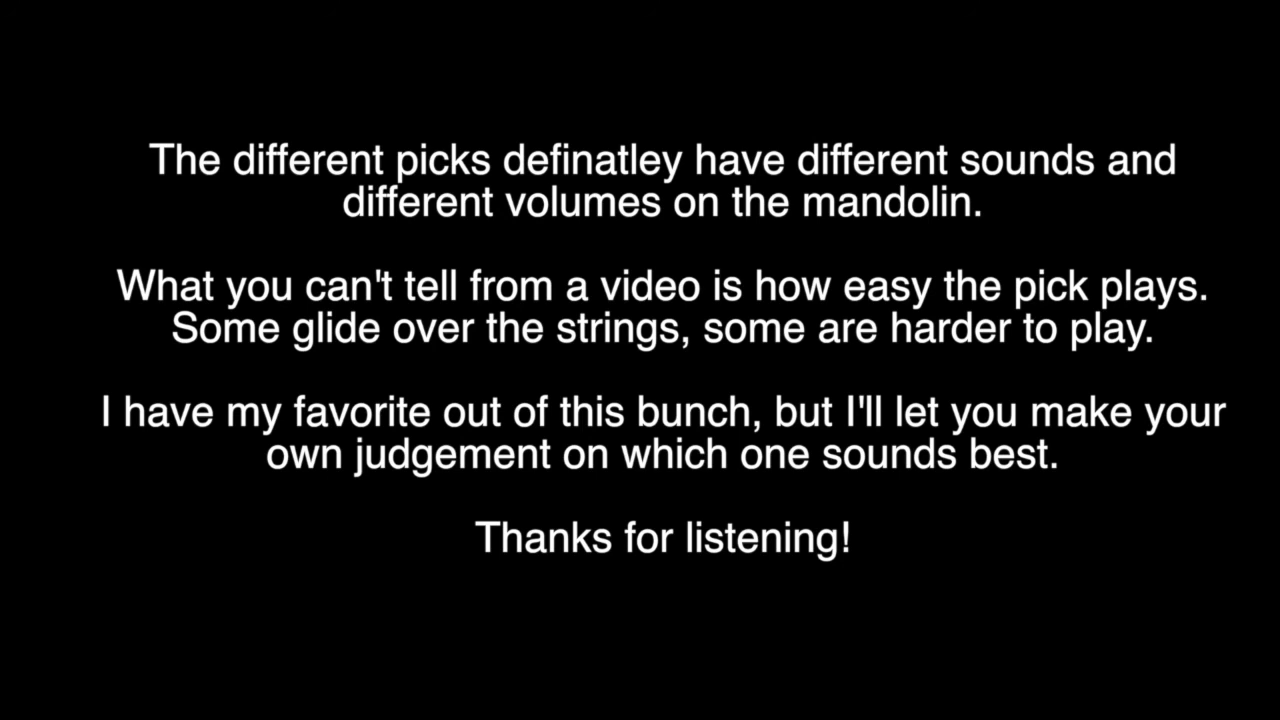 The different picks definatley have different sounds and
different volumes on the mandolin.
What you can't tell from a video is how easy the pick plays.
Some glide over the strings, some are harder to play.
I have my favorite out of this bunch, but I'll let you make your
own judgement on which one sounds best.
Thanks for listening!